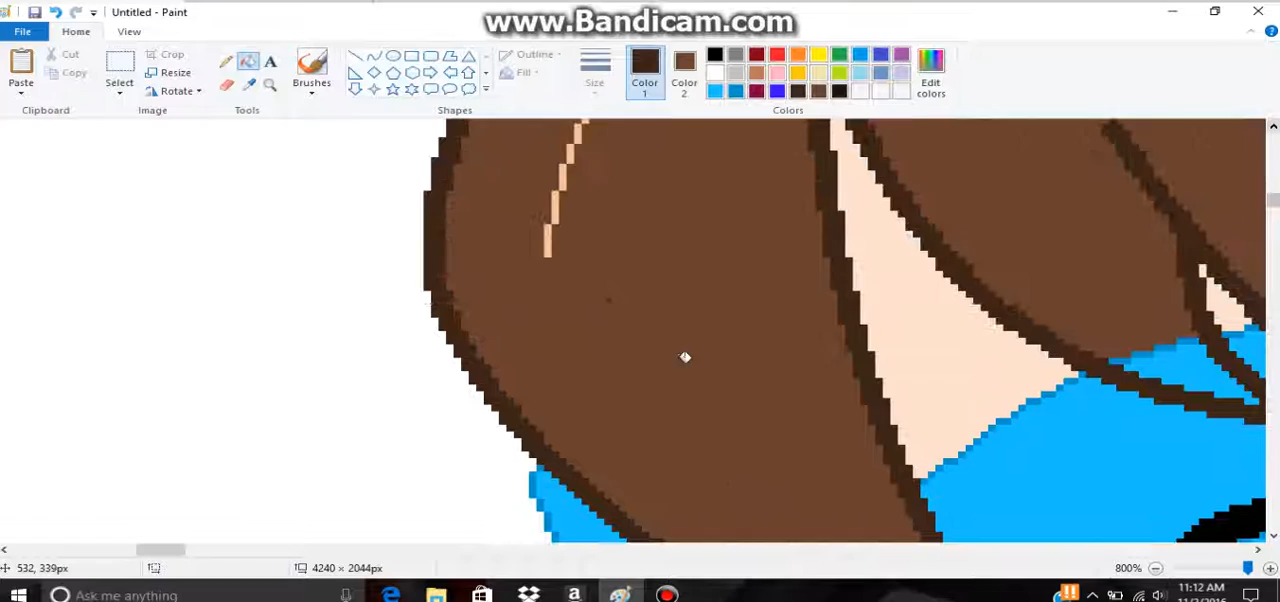 www.Bandicam.com
Untitled - Paint
File Home View
Paste Cut Copy Select Crop Resize Rotate A Brushes Outline Fill Size Color 1 Color 2 Edit colors
Clipboard Image Tools Shapes Colors
532, 339px 4240 × 2044px 800%
Ask me anything a 11:12 AM